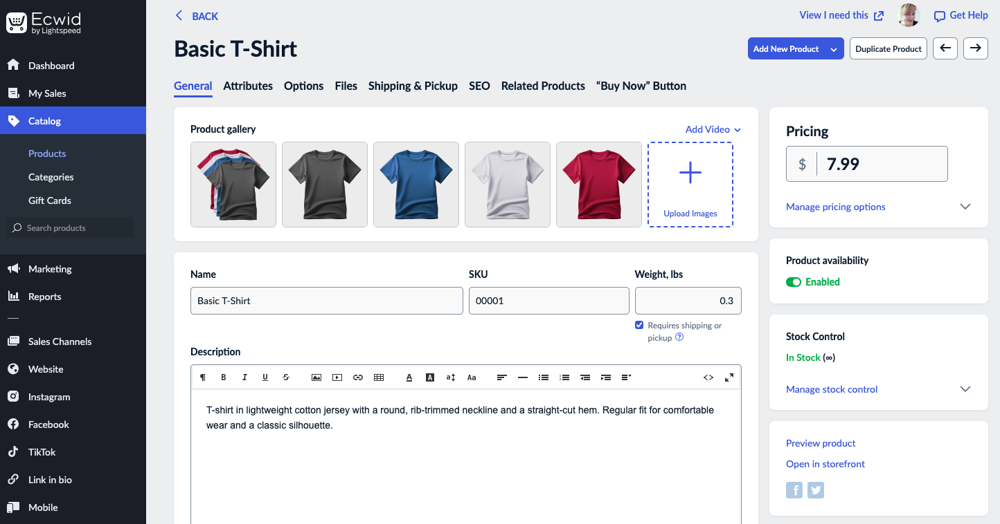 Ecwid
by Lightspeed
Dashboard
My Sales
Catalog
Products
Categories
Gift Cards
Search products
Marketing
Reports
Sales Channels
Website
Instagram
Facebook
TikTok
Link in bio
Mobile
BACK
View I need this
Get Help
Basic T-Shirt
Add New Product
Duplicate Product
General Attributes Options Files Shipping & Pickup SEO Related Products “Buy Now” Button
Product gallery
Add Video
Upload Images
Name
SKU
Weight, lbs
Basic T-Shirt
00001
0.3
Requires shipping or
pickup ?
Description
¶ B I U S A A a Aa <>
T-shirt in lightweight cotton jersey with a round, rib-trimmed neckline and a straight-cut hem. Regular fit for comfortable
wear and a classic silhouette.
Pricing
$ 7.99
Manage pricing options
Product availability
Enabled
Stock Control
In Stock (∞)
Manage stock control
Preview product
Open in storefront